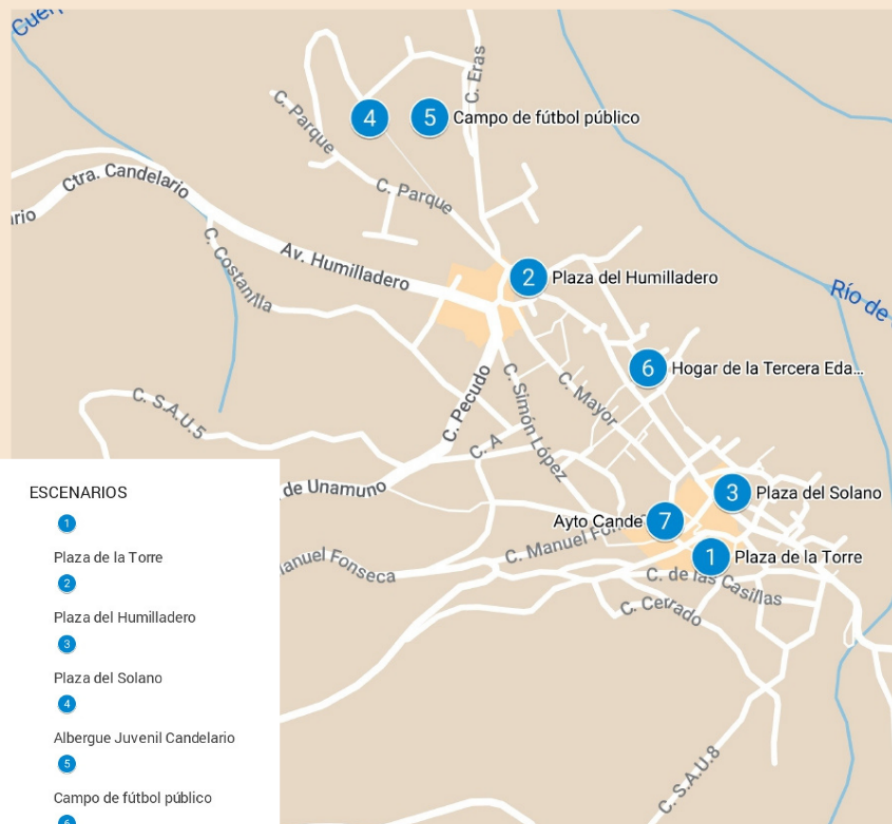 Cuerp
C. Eras
4
5
Campo de fútbol público
C. Parque
Ctra. Candelario
C. Parque
ario
C. Costanilla
Av. Humilladero
2
Plaza del Humilladero
Río de
6
Hogar de la Tercera Eda...
C. S.A.U.5
C. Pecudo
C. Simón López
C. Mayor
C. A
de Unamuno
3
Plaza del Solano
Ayto Cande
7
C. Manuel Fon
1
Plaza de la Torre
anuel Fonseca
C. de las Casillas
C. Cerrado
C. S.A.U.8
ESCENARIOS
1
Plaza de la Torre
2
Plaza del Humilladero
3
Plaza del Solano
4
Albergue Juvenil Candelario
5
Campo de fútbol público
6